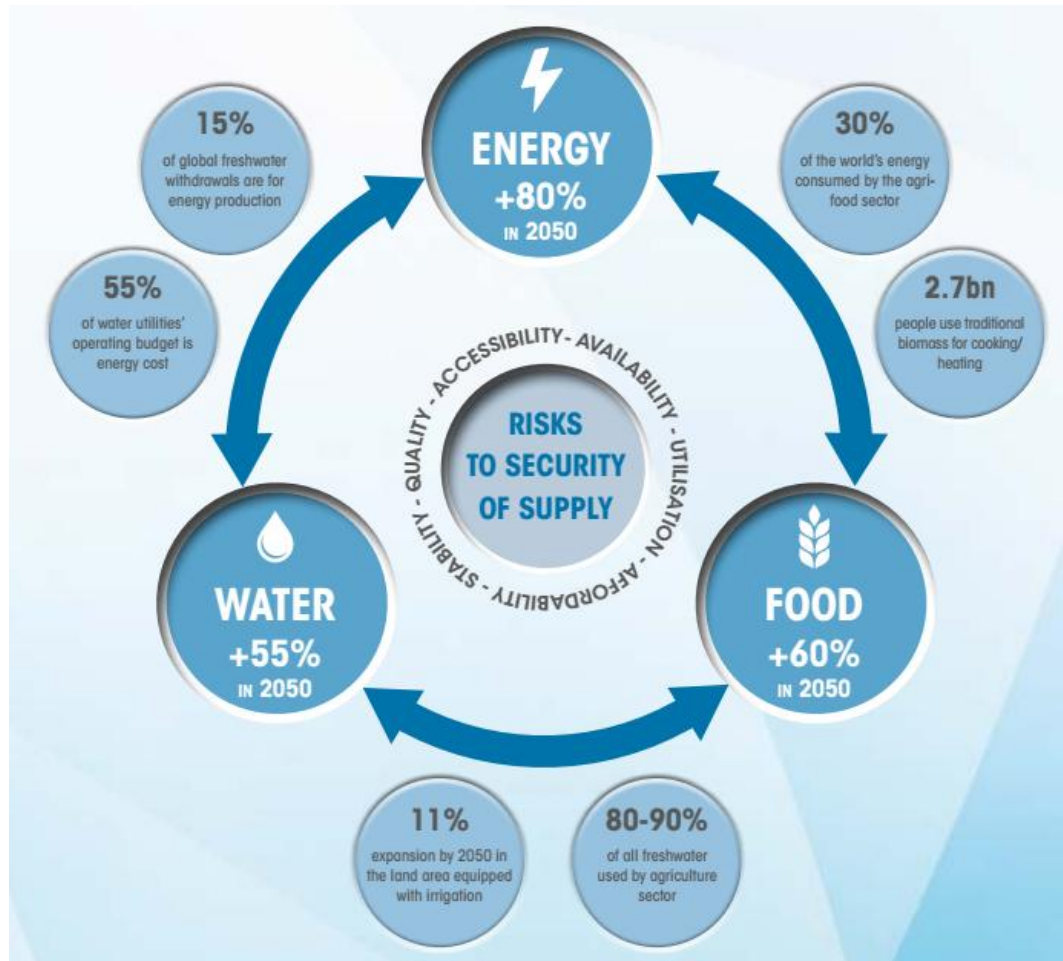 ENERGY
+80%
IN 2050
15%
of global freshwater
withdrawals are for
energy production
55%
of water utilities'
operating budget is
energy cost
30%
of the world's energy
consumed by the agri-
food sector
2.7bn
people use traditional
biomass for cooking/
heating
STABILITY - QUALITY - ACCESSIBILITY - AVAILABILITY - UTILISATION - AFFORDABILITY -
RISKS
TO SECURITY
OF SUPPLY
WATER
+55%
IN 2050
FOOD
+60%
IN 2050
11%
expansion by 2050 in
the land area equipped
with irrigation
80-90%
of all freshwater
used by agriculture
sector